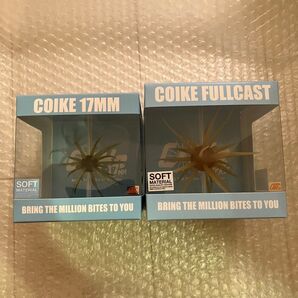 COIKE 17MM
SOFT
MATERIAL
BRING THE MILLION BITES TO YOU
COIKE FULLCAST
SOFT
MATERIAL
BRING THE MILLION BITES TO YOU